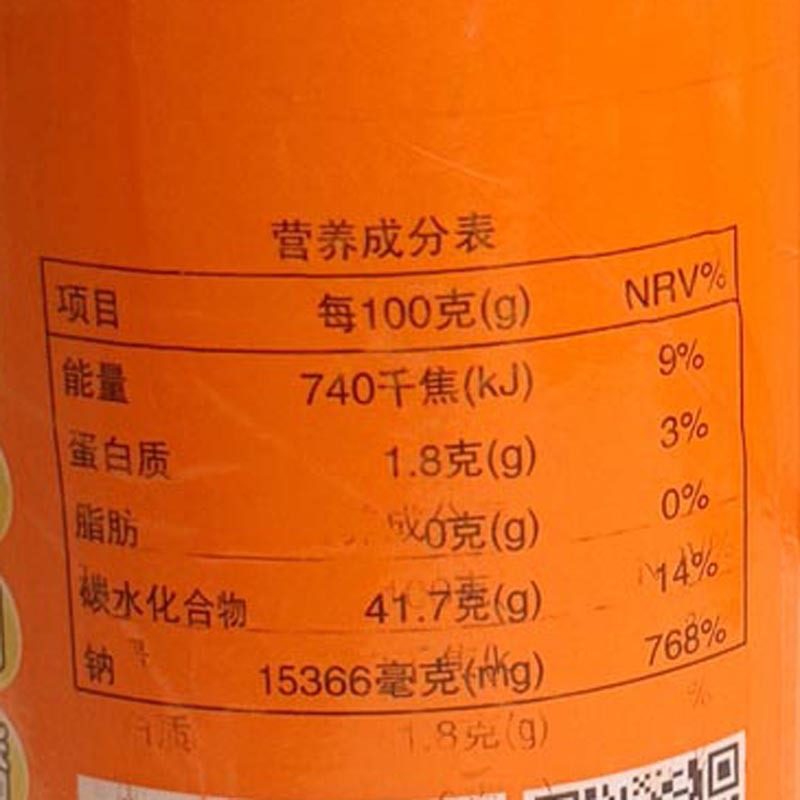 营养成分表
项目 每100克(g) NRV%
能量 740千焦(kJ) 9%
蛋白质 1.8克(g) 3%
脂肪 0克(g) 0%
碳水化合物 41.7克(g) 14%
钠 15366毫克(mg) 768%
白质 1.8克(g) %